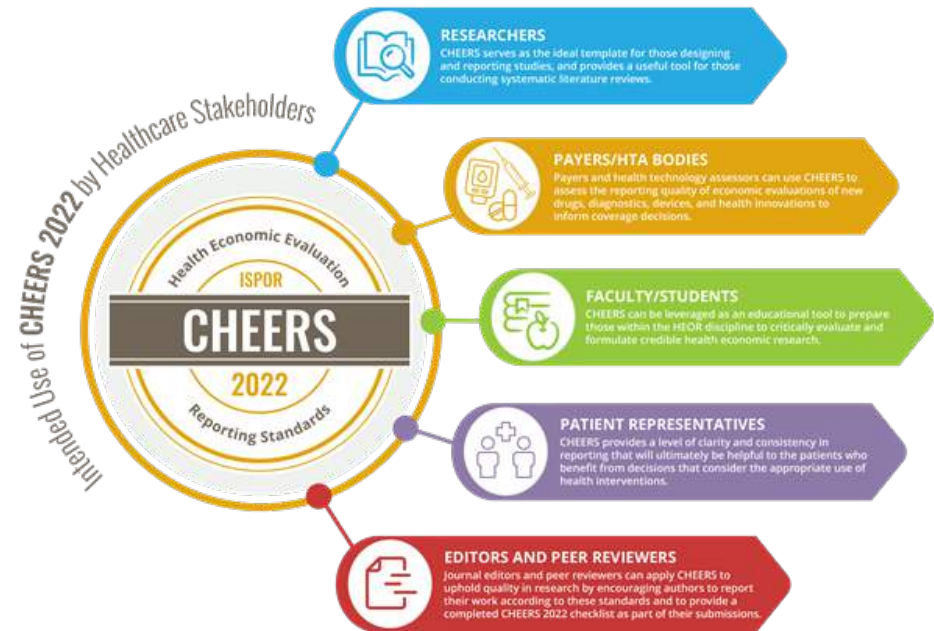 Intended Use of CHEERS 2022 by Healthcare Stakeholders
Health Economic Evaluation
ISPOR
CHEERS
2022
Reporting Standards
RESEARCHERS
CHEERS serves as the ideal template for those designing
and reporting studies, and provides a useful tool for those
conducting systematic literature reviews.
PAYERS/HTA BODIES
Payers and health technology assessors can use CHEERS to
assess the reporting quality of economic evaluations of new
drugs, diagnostics, devices, and health innovations to
inform coverage decisions.
FACULTY/STUDENTS
CHEERS can be leveraged as an educational tool to prepare
those within the HEOR discipline to critically evaluate and
formulate credible health economic research.
PATIENT REPRESENTATIVES
CHEERS provides a level of clarity and consistency in
reporting that will ultimately be helpful to the patients who
benefit from decisions that consider the appropriate use of
health interventions.
EDITORS AND PEER REVIEWERS
Journal editors and peer reviewers can apply CHEERS to
uphold quality in research by encouraging authors to report
their work according to these standards and to provide a
completed CHEERS 2022 checklist as part of their submissions.